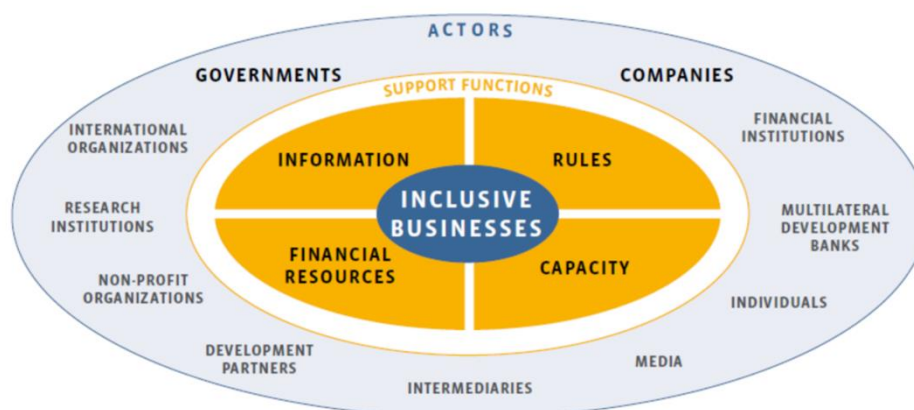 ACTORS
GOVERNMENTS
COMPANIES
SUPPORT FUNCTIONS
INTERNATIONAL
ORGANIZATIONS
FINANCIAL
INSTITUTIONS
INFORMATION
RULES
INCLUSIVE
BUSINESSES
RESEARCH
INSTITUTIONS
MULTILATERAL
DEVELOPMENT
BANKS
FINANCIAL
RESOURCES
CAPACITY
NON-PROFIT
ORGANIZATIONS
INDIVIDUALS
DEVELOPMENT
PARTNERS
MEDIA
INTERMEDIARIES